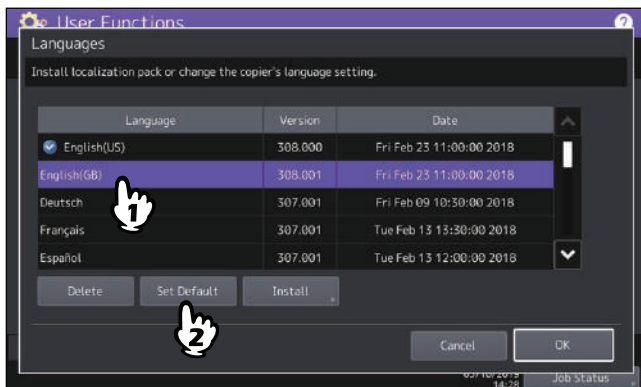 User Functions ?
Languages
Install localization pack or change the copier's language setting.
Language Version Date
English(US) 308.000 Fri Feb 23 11:00:00 2018
English(GB) 308.001 Fri Feb 23 11:00:00 2018
Deutsch 307.001 Fri Feb 09 10:30:00 2018
Français 307.001 Tue Feb 13 13:30:00 2018
Español 307.001 Tue Feb 13 12:00:00 2018
1
Delete Set Default Install
2
Cancel OK
14:28 Job Status